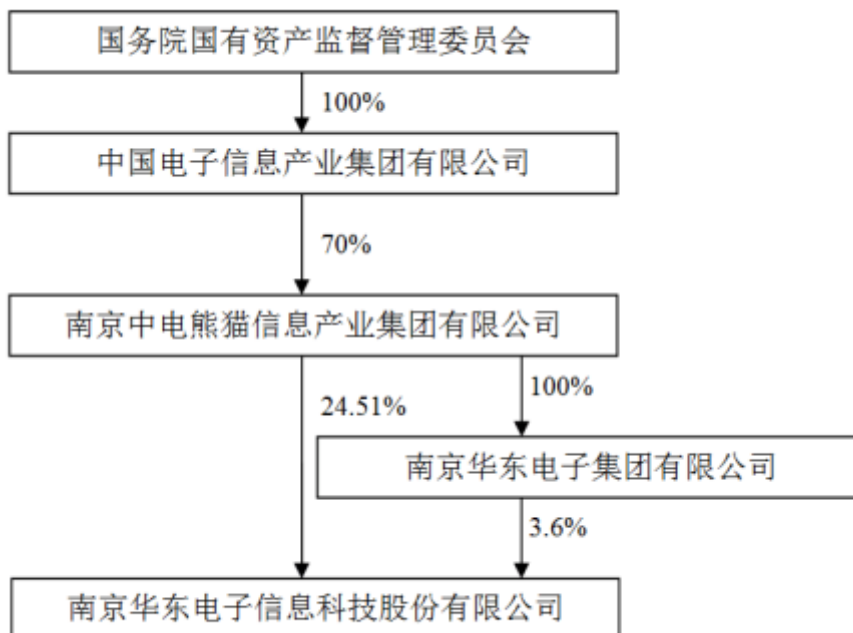 国务院国有资产监督管理委员会
100%
中国电子信息产业集团有限公司
70%
南京中电熊猫信息产业集团有限公司
24.51%
100%
南京华东电子集团有限公司
3.6%
南京华东电子信息科技股份有限公司